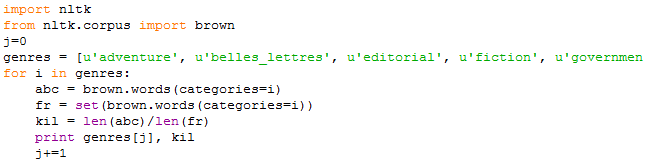 import nltk
from nltk.corpus import brown
j=0
genres = [u'adventure', u'belles_lettres', u'editorial', u'fiction', u'governmen
for i in genres:
    abc = brown.words(categories=i)
    fr = set(brown.words(categories=i))
    kil = len(abc)/len(fr)
    print genres[j], kil
    j+=1